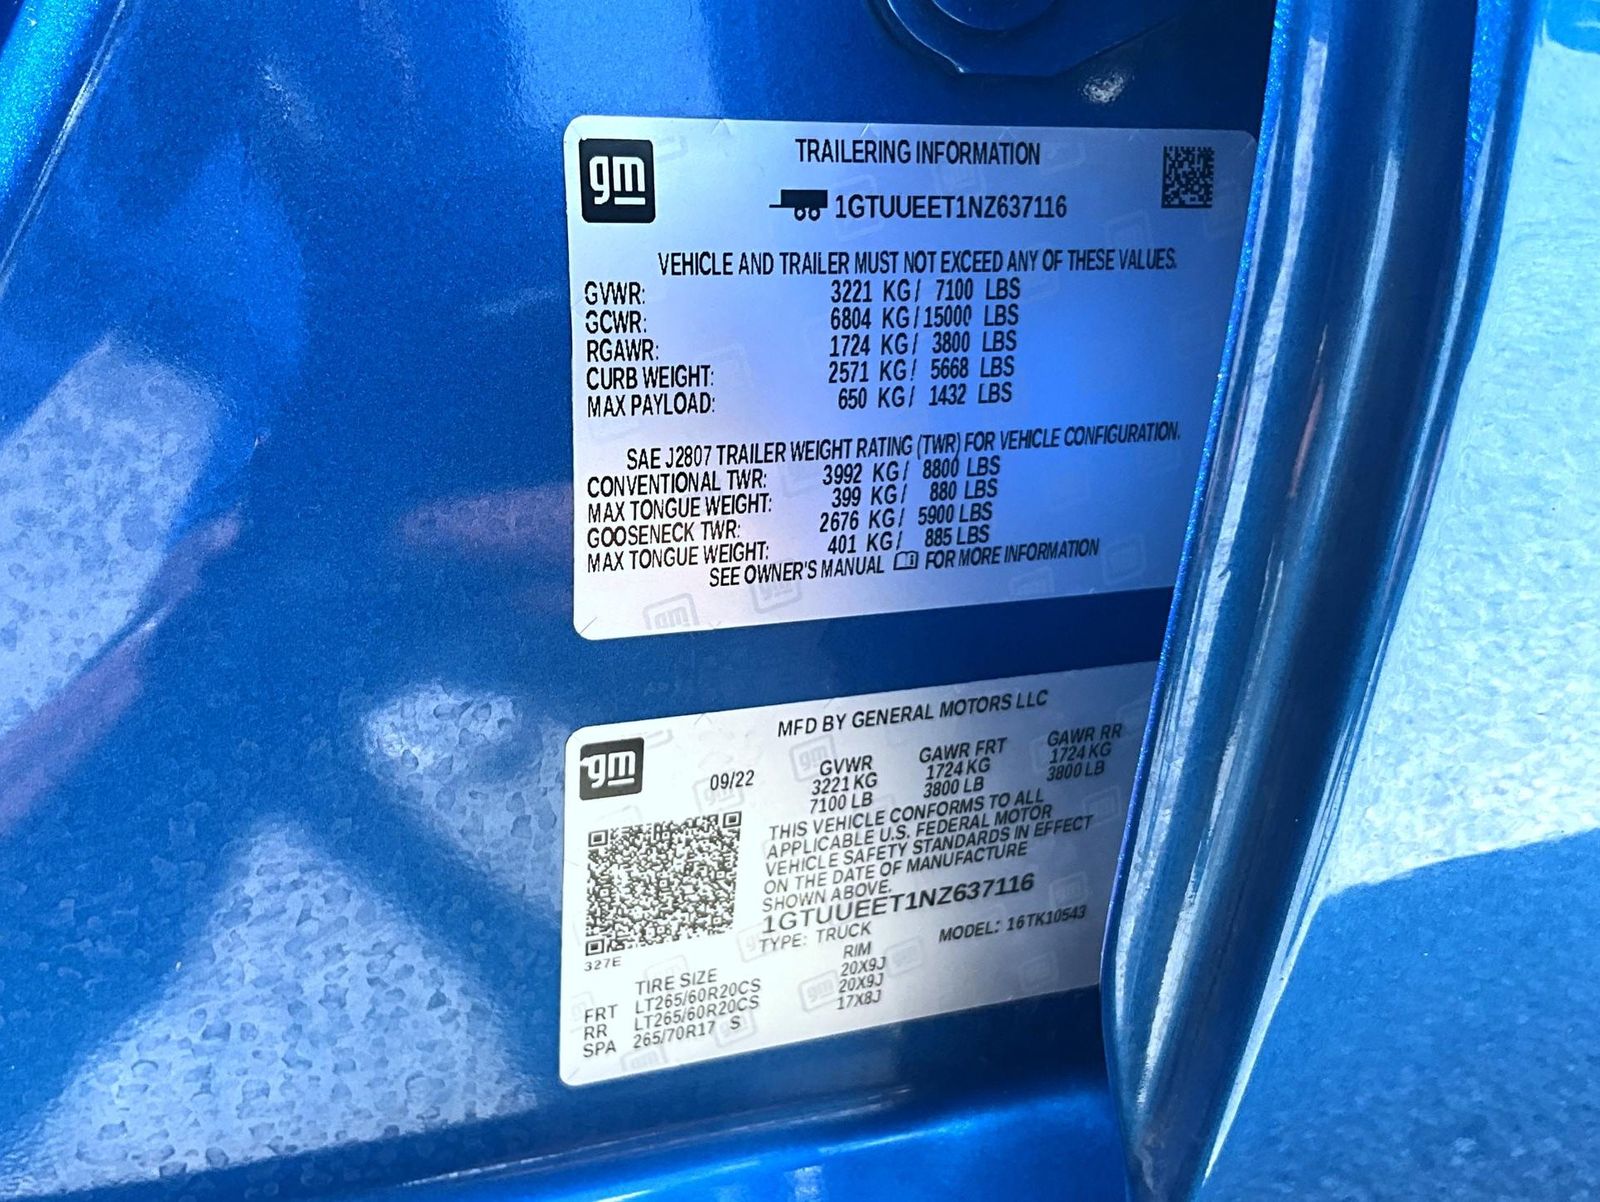 gm
TRAILERING INFORMATION
1GTUUEET1NZ637116
VEHICLE AND TRAILER MUST NOT EXCEED ANY OF THESE VALUES.
GVWR: 3221 KG/ 7100 LBS
GCWR: 6804 KG/15000 LBS
RGAWR: 1724 KG/ 3800 LBS
CURB WEIGHT: 2571 KG/ 5668 LBS
MAX PAYLOAD: 650 KG/ 1432 LBS
SAE J2807 TRAILER WEIGHT RATING (TWR) FOR VEHICLE CONFIGURATION.
CONVENTIONAL TWR: 3992 KG/ 8800 LBS
MAX TONGUE WEIGHT: 399 KG/ 880 LBS
GOOSENECK TWR: 2676 KG/ 5900 LBS
MAX TONGUE WEIGHT: 401 KG/ 885 LBS
SEE OWNER'S MANUAL FOR MORE INFORMATION
gm
MFD BY GENERAL MOTORS LLC
09/22
GVWR GAWR FRT GAWR RR
3221 KG 1724 KG 1724 KG
7100 LB 3800 LB 3800 LB
THIS VEHICLE CONFORMS TO ALL
APPLICABLE U.S. FEDERAL MOTOR
VEHICLE SAFETY STANDARDS IN EFFECT
ON THE DATE OF MANUFACTURE
SHOWN ABOVE.
1GTUUEET1NZ637116
TYPE: TRUCK MODEL: 16TK10543
327E
TIRE SIZE RIM
FRT LT265/60R20CS 20X9J
RR LT265/60R20CS 20X9J
SPA 265/70R17 S 17X8J